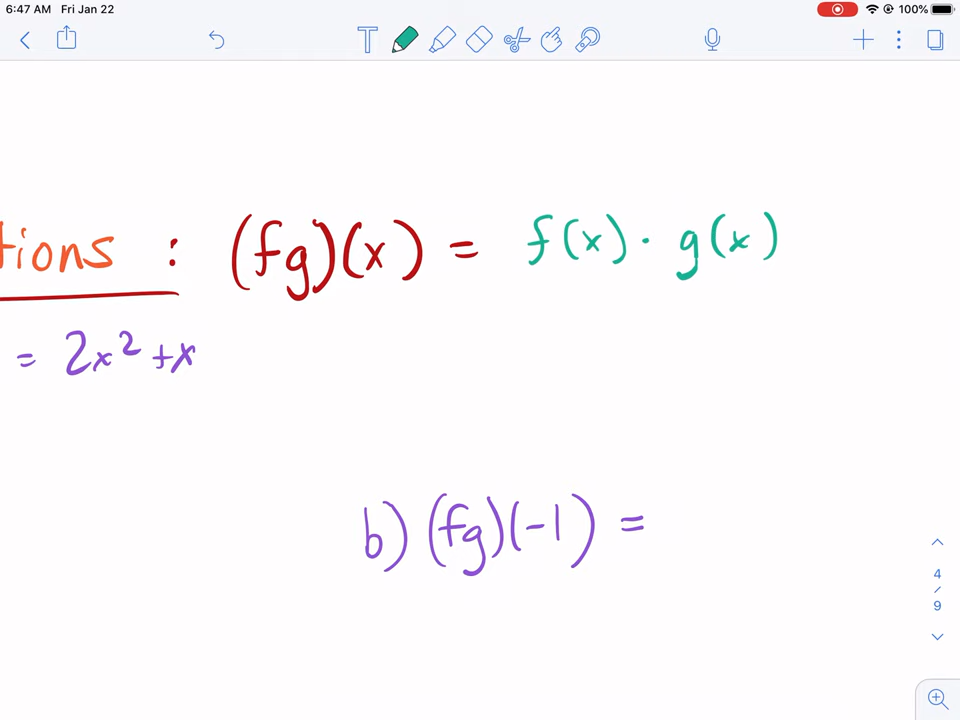 6:47 AM Fri Jan 22 100%
T
tions : (fg)(x) = f(x) · g(x)
= 2x² + x
b) (fg)(-1) =
4
/
9